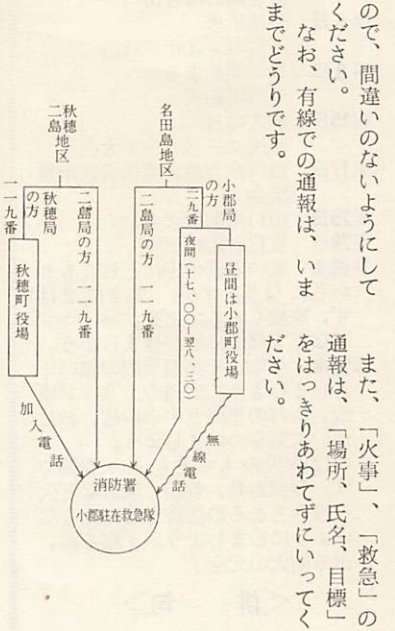 ので、間違いのないようにして
ください。
なお、有線での通報は、いま
までどうりです。
また、「火事」、「救急」の
通報は、「場所、氏名、目標」
をはっきりあわてずにいってく
ださい。
名田島地区
小郡局
の方
一一九番
昼間は小郡町役場
無線電話
夜間(十七、〇〇―翌八、三〇)
二島局の方 一一九番
秋穂地区
二島地区
二島局の方 一一九番
秋穂局
の方
一一九番
秋穂町役場
加入電話
消防署
小郡駐在救急隊